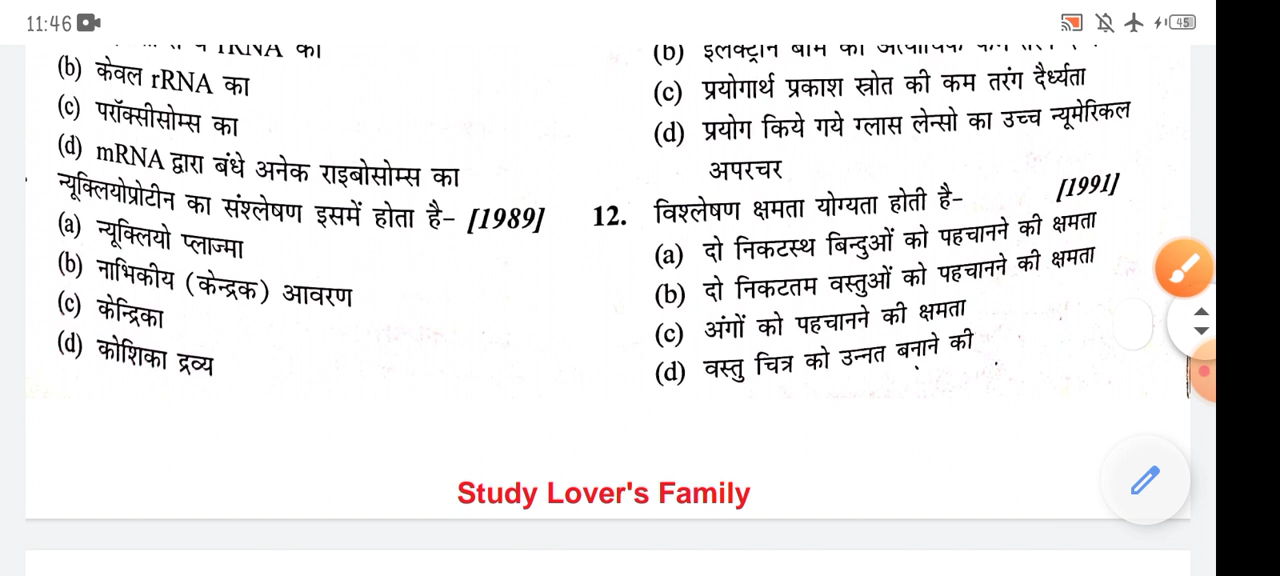 11:46
45
का
(b) केवल rRNA का
(c) परॉक्सीसोम्स का
(d) mRNA द्वारा बंधे अनेक राइबोसोम्स का
न्यूक्लियोप्रोटीन का संश्लेषण इसमें होता है– [1989]
(a) न्यूक्लियो प्लाज्मा
(b) नाभिकीय (केन्द्रक) आवरण
(c) केन्द्रिका
(d) कोशिका द्रव्य
(b) इलेक्ट्रान बीम
(c) प्रयोगार्थ प्रकाश स्रोत की कम तरंग दैर्ध्यता
(d) प्रयोग किये गये ग्लास लेन्सो का उच्च न्यूमेरिकल
अपरचर
12. विश्लेषण क्षमता योग्यता होती है– [1991]
(a) दो निकटस्थ बिन्दुओं को पहचानने की क्षमता
(b) दो निकटतम वस्तुओं को पहचानने की क्षमता
(c) अंगों को पहचानने की क्षमता
(d) वस्तु चित्र को उन्नत बनाने की
Study Lover's Family